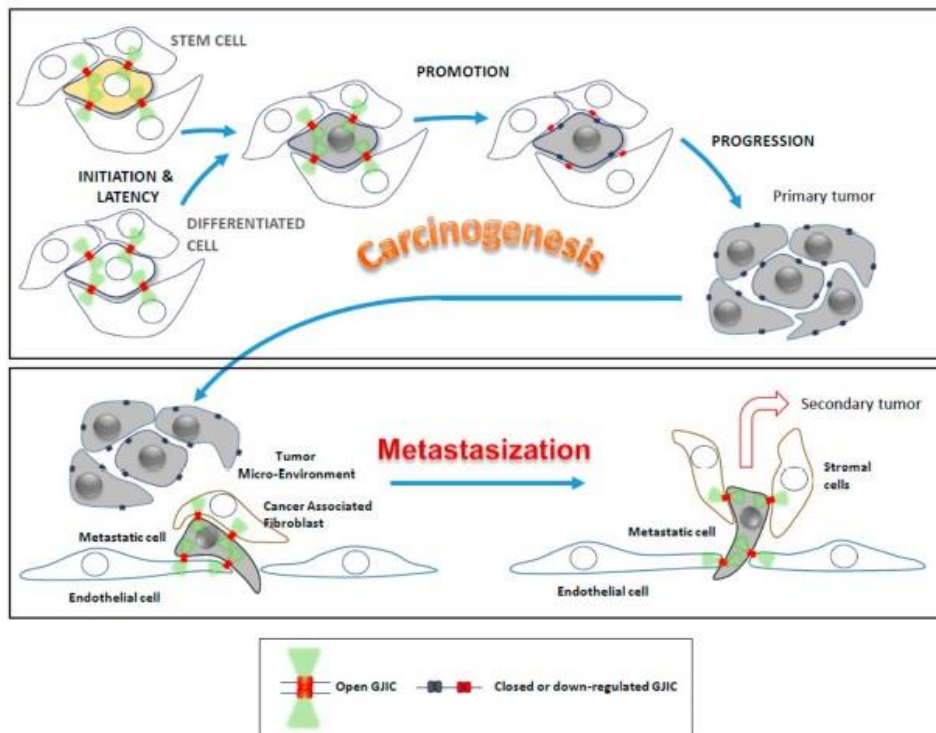 STEM CELL
PROMOTION
PROGRESSION
INITIATION &
LATENCY
DIFFERENTIATED
CELL
Carcinogenesis
Primary tumor
Metastasization
Secondary tumor
Tumor
Micro-Environment
Cancer Associated
Fibroblast
Metastatic cell
Endothelial cell
Stromal
cells
Metastatic cell
Endothelial cell
Open GJIC
Closed or down-regulated GJIC